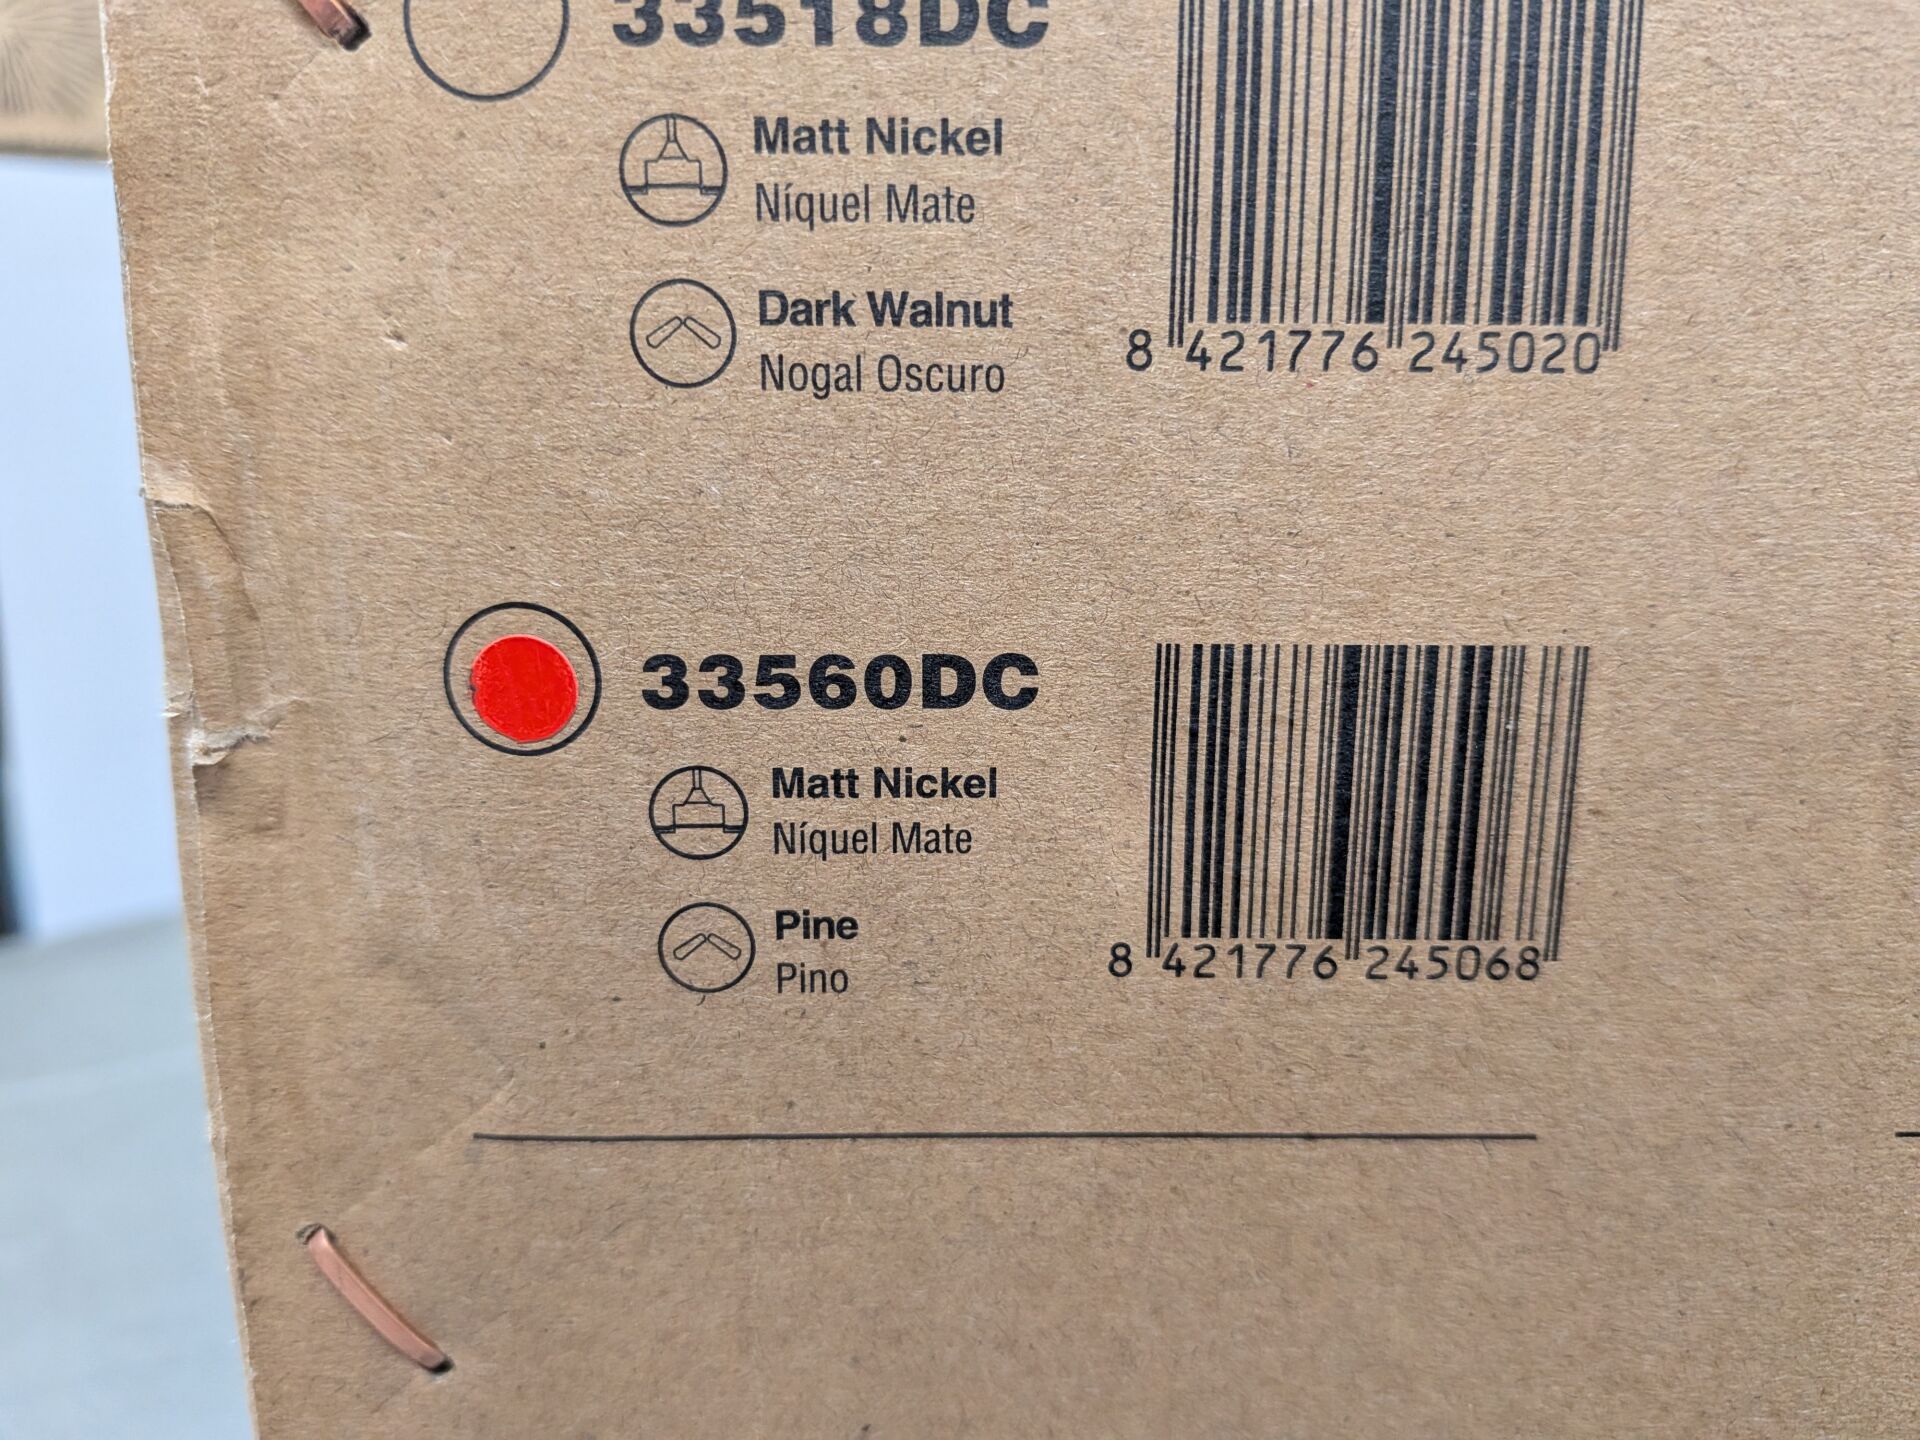 33518DC
Matt Nickel
Níquel Mate
Dark Walnut
Nogal Oscuro
8 421776 245020
33560DC
Matt Nickel
Níquel Mate
Pine
Pino
8 421776 245068